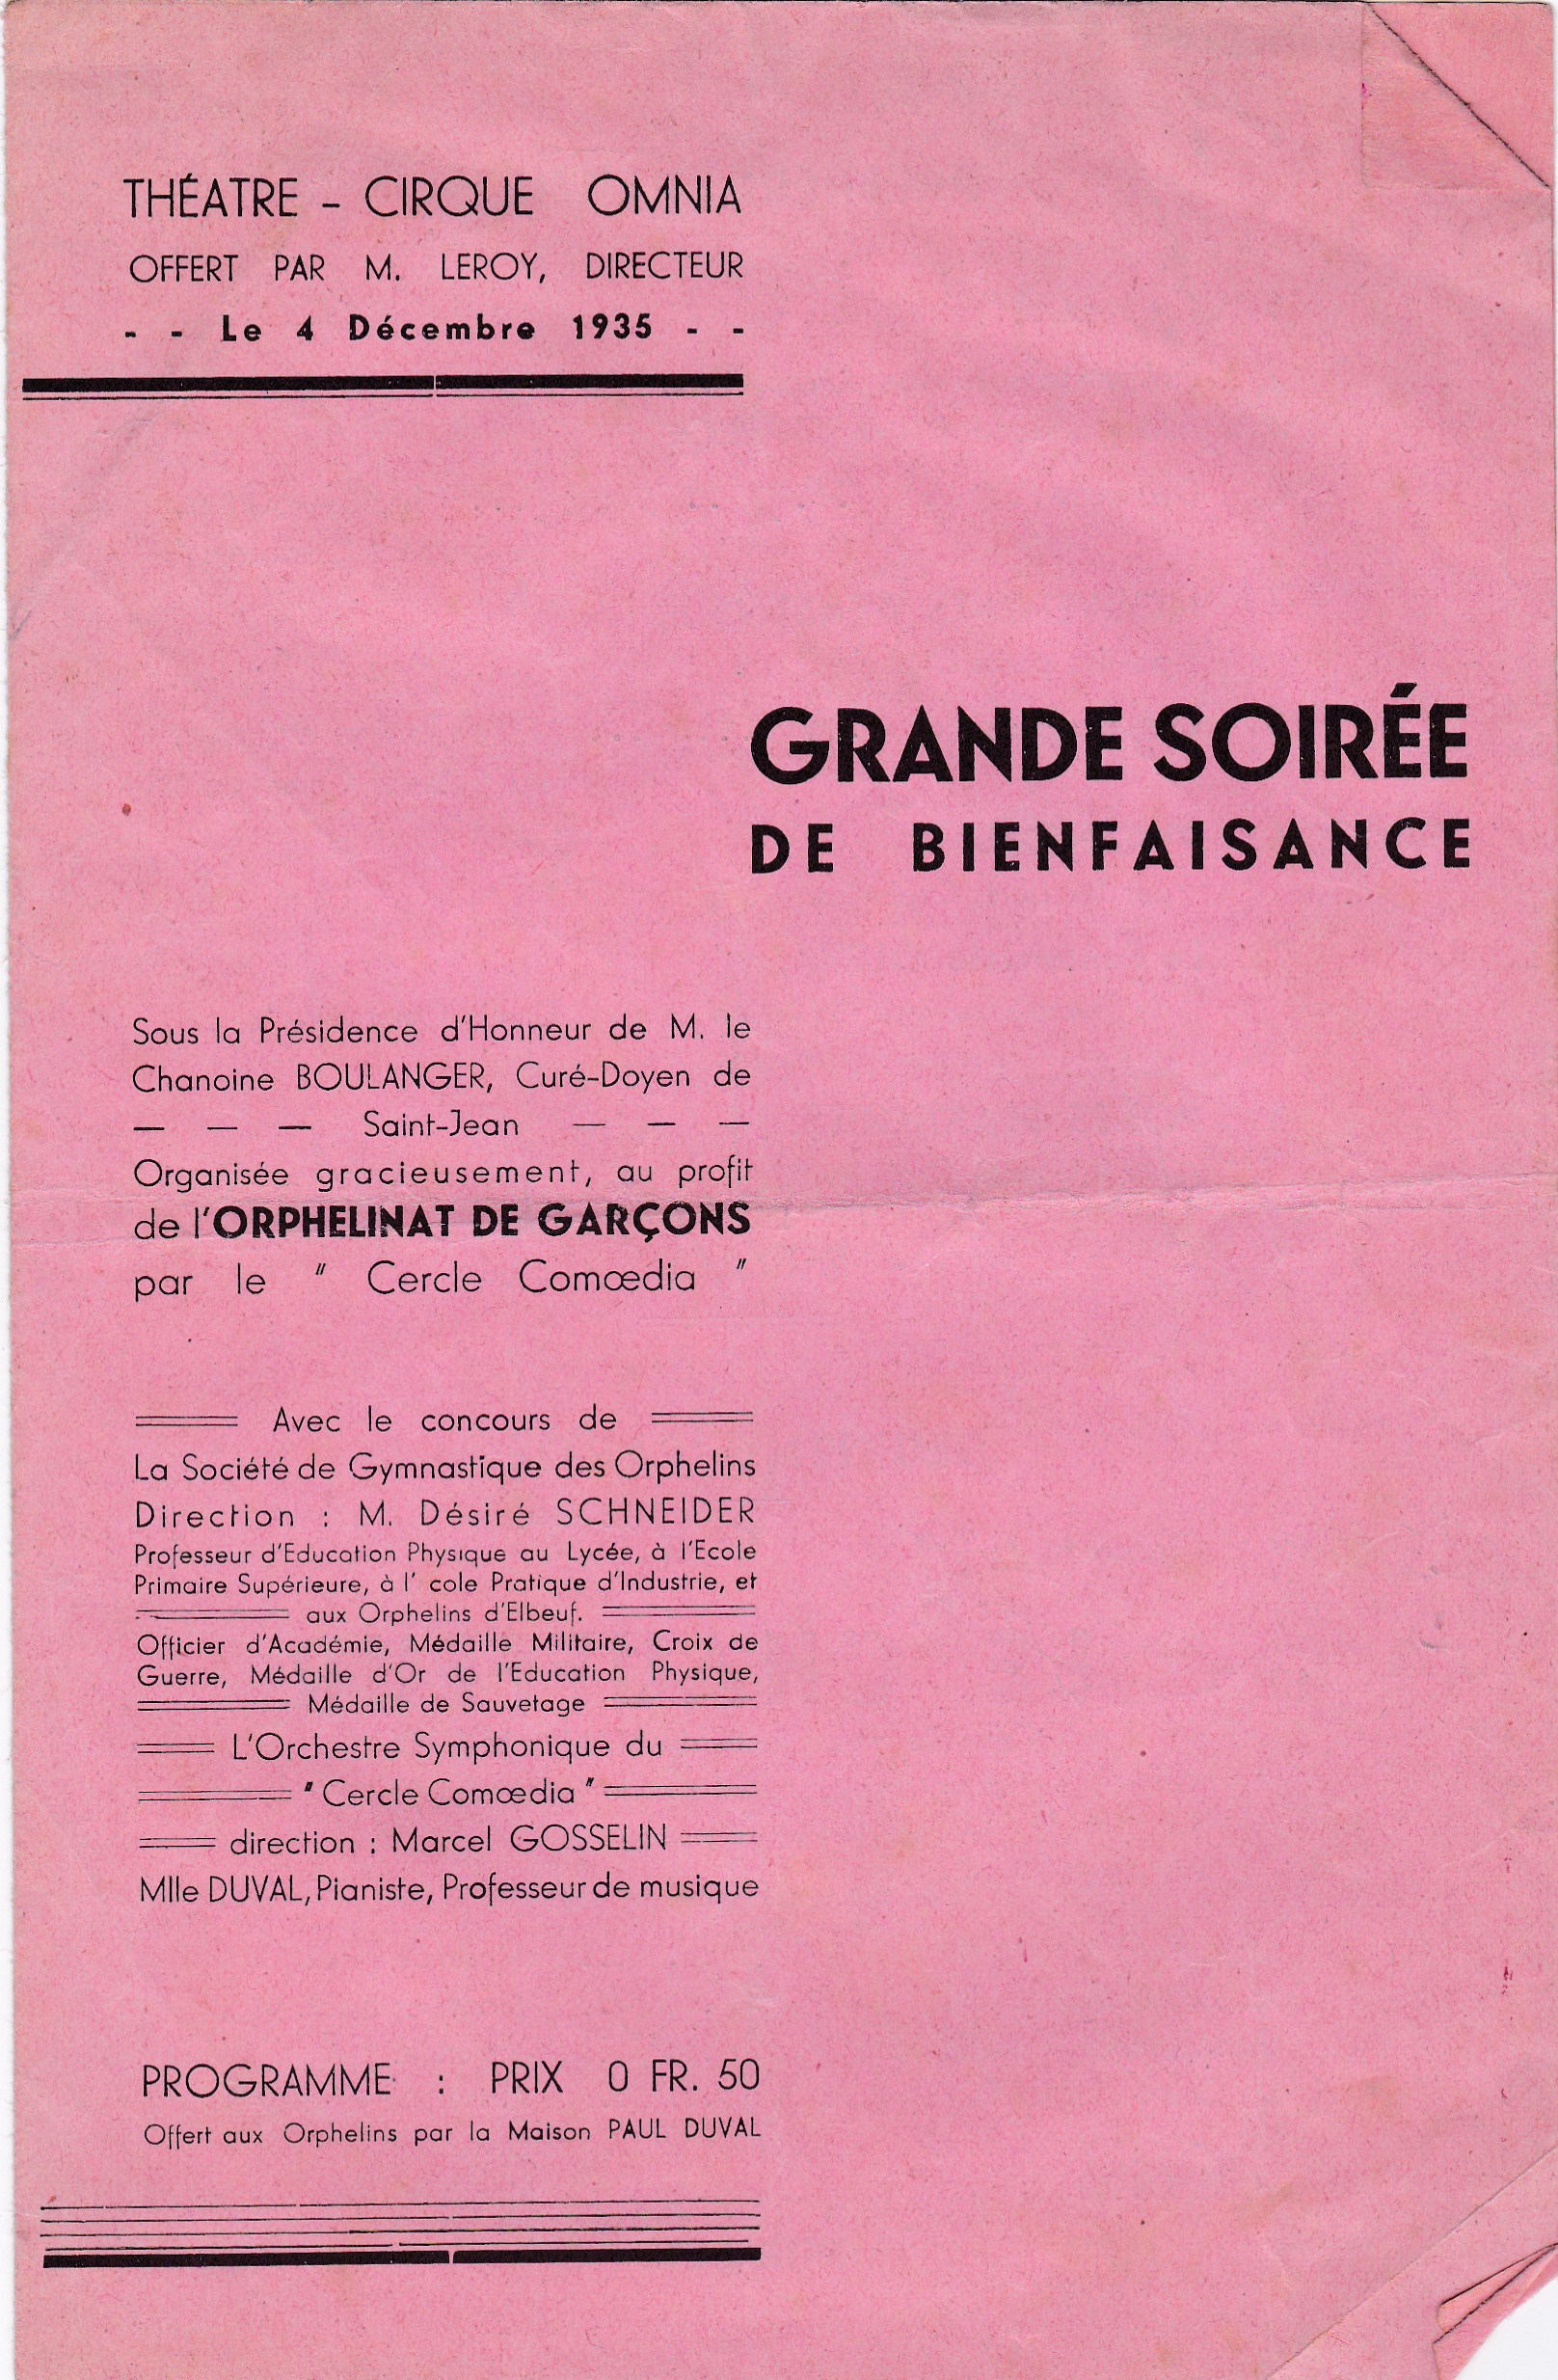 THÉATRE - CIRQUE OMNIA
OFFERT PAR M. LEROY, DIRECTEUR
- - Le 4 Décembre 1935 - -
GRANDE SOIRÉE
DE BIENFAISANCE
Sous la Présidence d'Honneur de M. le
Chanoine BOULANGER, Curé-Doyen de
— — — Saint-Jean — — —
Organisée gracieusement, au profit
de l'ORPHELINAT DE GARÇONS
par le " Cercle Comœdia "
Avec le concours de
La Société de Gymnastique des Orphelins
Direction : M. Désiré SCHNEIDER
Professeur d'Education Physique au Lycée, à l'Ecole
Primaire Supérieure, à l' cole Pratique d'Industrie, et
aux Orphelins d'Elbeuf.
Officier d'Académie, Médaille Militaire, Croix de
Guerre, Médaille d'Or de l'Education Physique,
Médaille de Sauvetage
L'Orchestre Symphonique du
" Cercle Comœdia "
direction : Marcel GOSSELIN
Mlle DUVAL, Pianiste, Professeur de musique
PROGRAMME : PRIX 0 FR. 50
Offert aux Orphelins par la Maison PAUL DUVAL